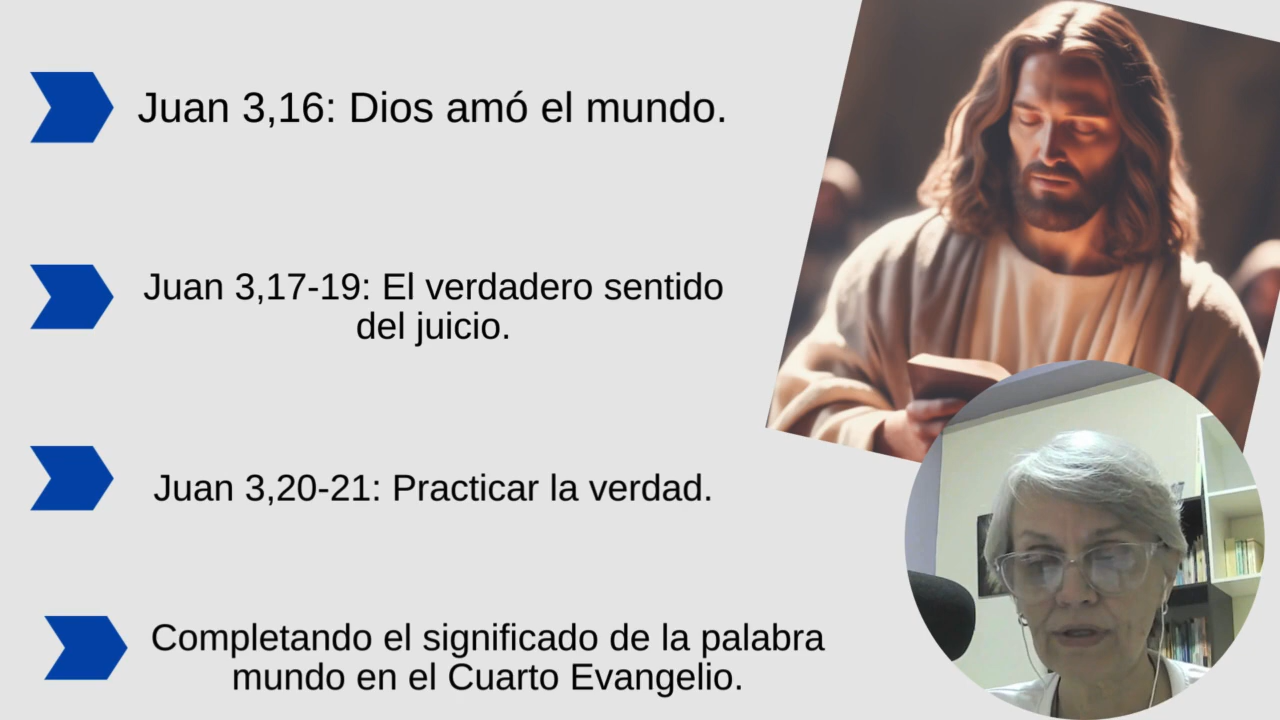 Juan 3,16: Dios amó el mundo.
Juan 3,17-19: El verdadero sentido
del juicio.
Juan 3,20-21: Practicar la verdad.
Completando el significado de la palabra
mundo en el Cuarto Evangelio.